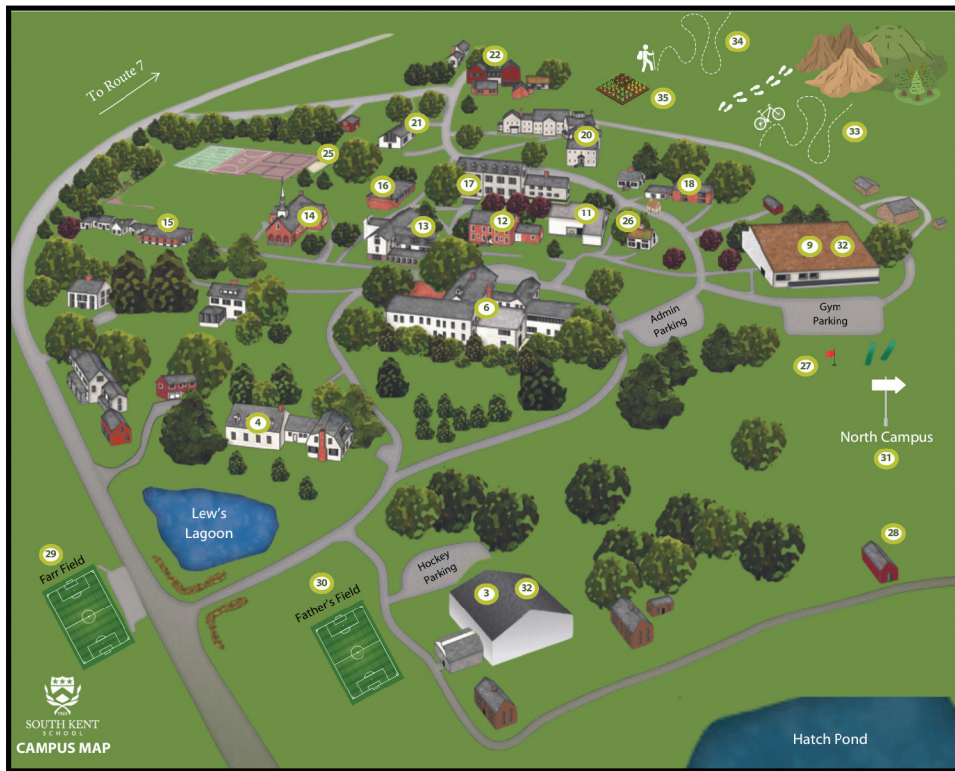 To Route 7
22
34
35
33
21
20
25
16
17
18
15
14
13
12
11
26
9
32
6
Admin
Parking
Gym
Parking
27
4
North Campus
31
Lew's
Lagoon
29
Farr Field
30
Father's Field
Hockey
Parking
3
32
28
1923
SOUTH KENT
SCHOOL
CAMPUS MAP
Hatch Pond